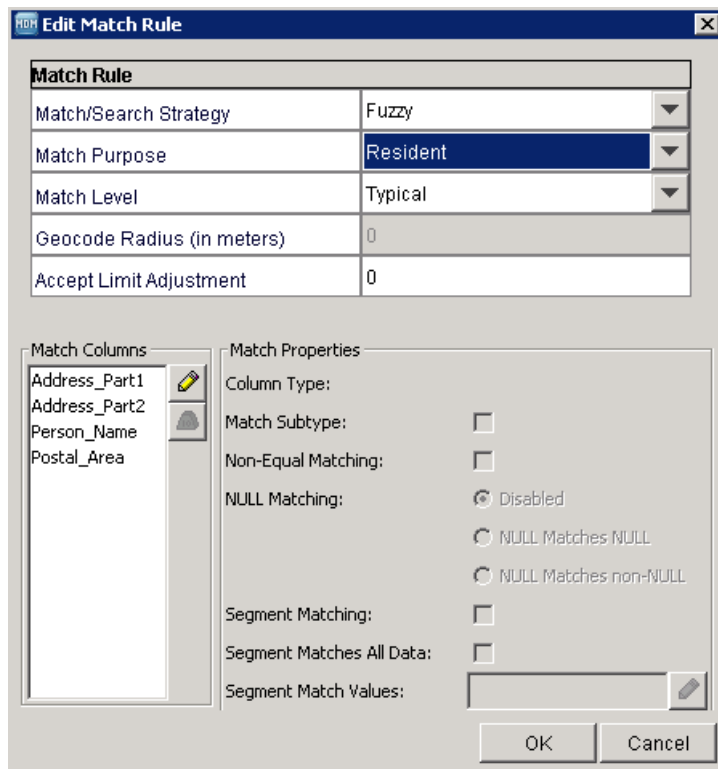 MDM Edit Match Rule
Match Rule
Match/Search Strategy Fuzzy
Match Purpose Resident
Match Level Typical
Geocode Radius (in meters) 0
Accept Limit Adjustment 0
Match Columns
Address_Part1
Address_Part2
Person_Name
Postal_Area
Match Properties
Column Type:
Match Subtype:
Non-Equal Matching:
NULL Matching: Disabled
NULL Matches NULL
NULL Matches non-NULL
Segment Matching:
Segment Matches All Data:
Segment Match Values:
OK Cancel